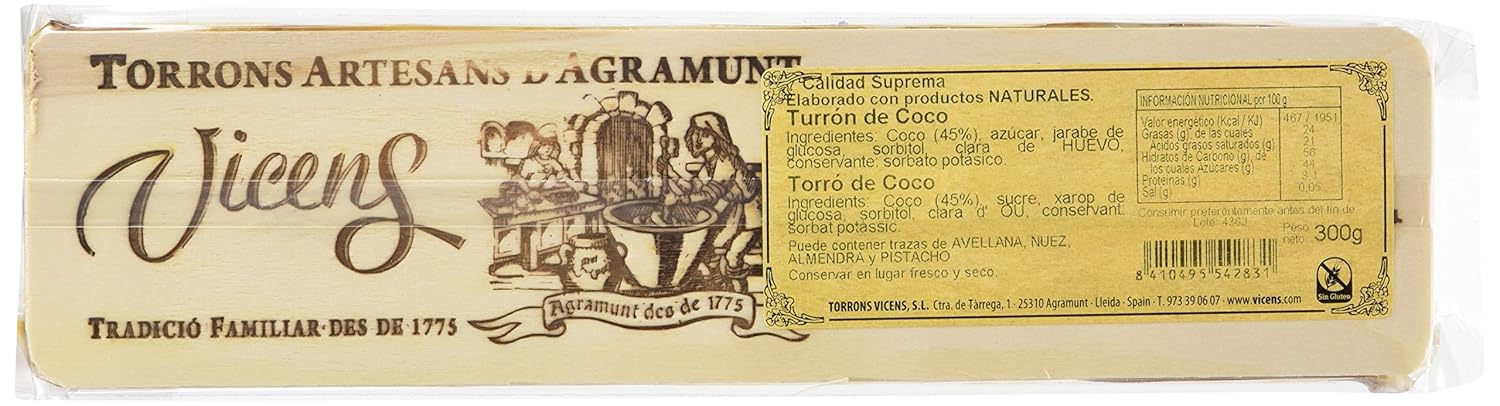 TORRONS ARTESANS D'AGRAMUNT
Vicens
Agramunt des de 1775
TRADICIÓ FAMILIAR·DES DE 1775
Calidad Suprema
Elaborado con productos NATURALES.
Turrón de Coco
Ingredientes: Coco (45%), azúcar, jarabe de
glucosa, sorbitol, clara de HUEVO,
conservante: sorbato potásico.
Torró de Coco
Ingredients: Coco (45%), sucre, xarop de
glucosa, sorbitol, clara d' OU, conservant:
sorbat potàssic.
Puede contener trazas de AVELLANA, NUEZ,
ALMENDRA y PISTACHO
Conservar en lugar fresco y seco.
INFORMACIÓN NUTRICIONAL por 100 g
Valor energético (Kcal / KJ) 467 / 1951
Grasas (g), de las cuales 24
Ácidos grasos saturados (g) 21
Hidratos de Carbono (g), de 56
los cuales Azúcares (g) 44
Proteínas (g) 3,1
Sal (g) 0,05
Consumir preferentemente antes del fin de
Lote: 436J
Peso neto: 300g
8 410495 542831
Sin Gluten
TORRONS VICENS, S.L. Ctra. de Tàrrega, 1 · 25310 Agramunt · Lleida · Spain · T. 973 39 06 07 · www.vicens.com